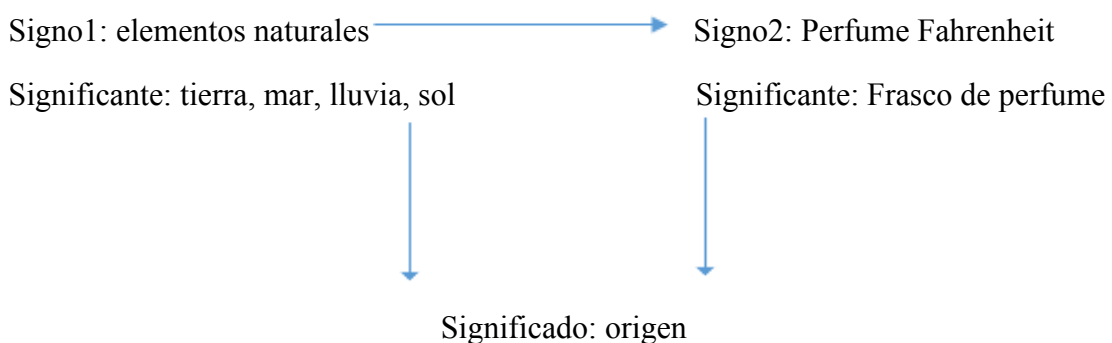 Signo1: elementos naturales
Signo2: Perfume Fahrenheit
Significante: tierra, mar, lluvia, sol
Significante: Frasco de perfume
Significado: origen